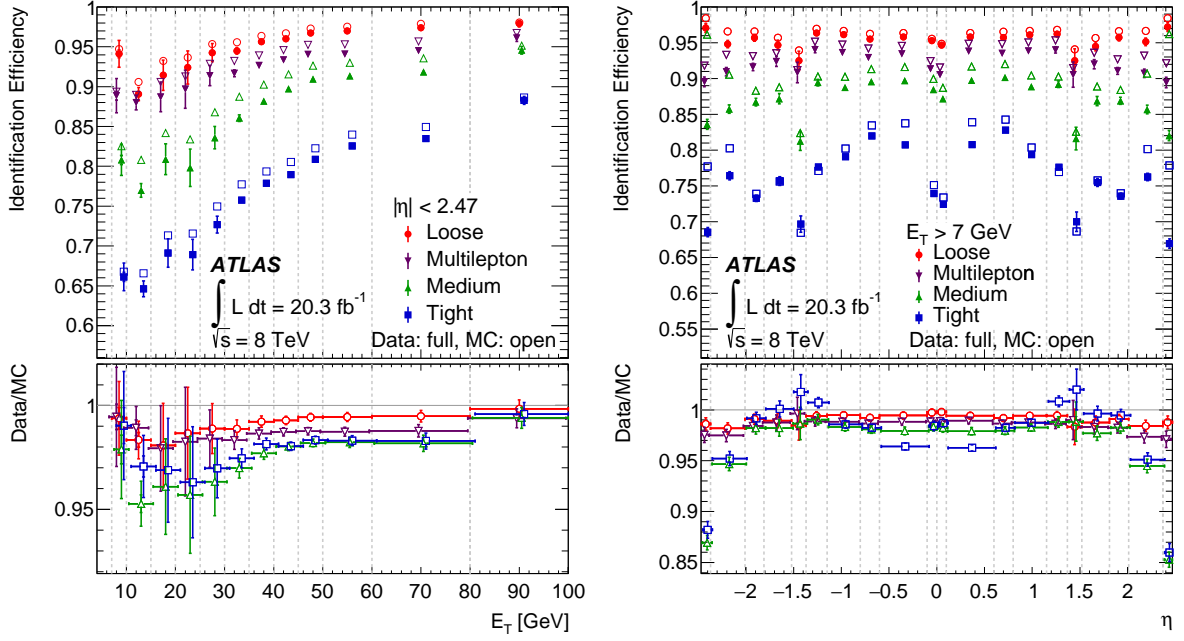 Identification Efficiency
0.95
0.9
0.85
0.8
0.75
0.7
0.65
0.6
|η| < 2.47
Loose
Multilepton
Medium
Tight
ATLAS
∫ L dt = 20.3 fb⁻¹
√s = 8 TeV
Data: full, MC: open
Data/MC
1
0.95
10 20 30 40 50 60 70 80 90 100
E_T [GeV]
Identification Efficiency
1
0.95
0.9
0.85
0.8
0.75
0.7
0.65
0.6
0.55
E_T > 7 GeV
Loose
Multilepton
Medium
Tight
ATLAS
∫ L dt = 20.3 fb⁻¹
√s = 8 TeV
Data: full, MC: open
Data/MC
1
0.95
0.9
0.85
−2 −1.5 −1 −0.5 0 0.5 1 1.5 2
η